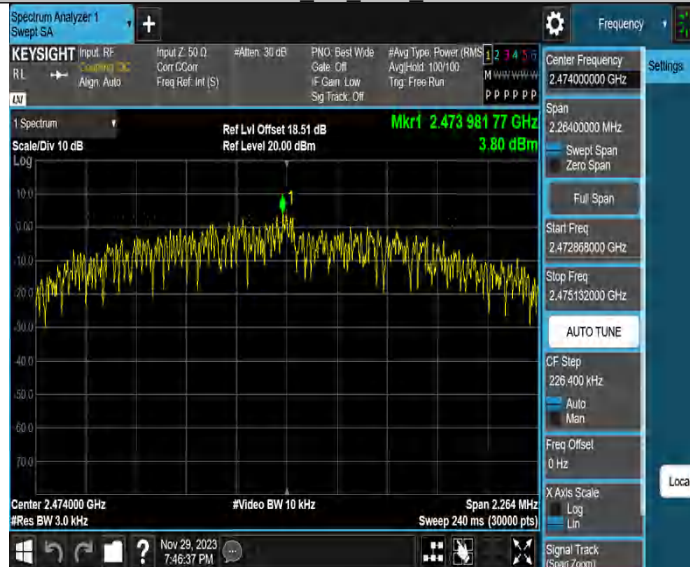 Spectrum Analyzer 1
Swept SA
+
Frequency
KEYSIGHT Input: RF Input Z: 50 Ω #Atten: 30 dB PNO: Best Wide #Avg Type: Power (RMS 1 2 3 4 5 6
RL Coupling: DC Corr CCorr Gate: Off Avg|Hold: 100/100 M W W W W W
Align: Auto Freq Ref: Int (S) IF Gain: Low Trig: Free Run
Sig Track: Off P P P P P P
LXI
1 Spectrum Ref Lvl Offset 18.51 dB Mkr1 2.473 981 77 GHz
Scale/Div 10 dB Ref Level 20.00 dBm 3.80 dBm
Log
10.0
1
0.00
-10.0
-20.0
-30.0
-40.0
-50.0
-60.0
-70.0
Center 2.474000 GHz #Video BW 10 kHz Span 2.264 MHz
#Res BW 3.0 kHz Sweep 240 ms (30000 pts)
? Nov 29, 2023
7:46:37 PM
Center Frequency
2.474000000 GHz
Settings
Span
2.26400000 MHz
Swept Span
Zero Span
Full Span
Start Freq
2.472868000 GHz
Stop Freq
2.475132000 GHz
AUTO TUNE
CF Step
226.400 kHz
Auto
Man
Freq Offset
0 Hz
X Axis Scale
Log
Lin
Loca
Signal Track
(Span Zoom)